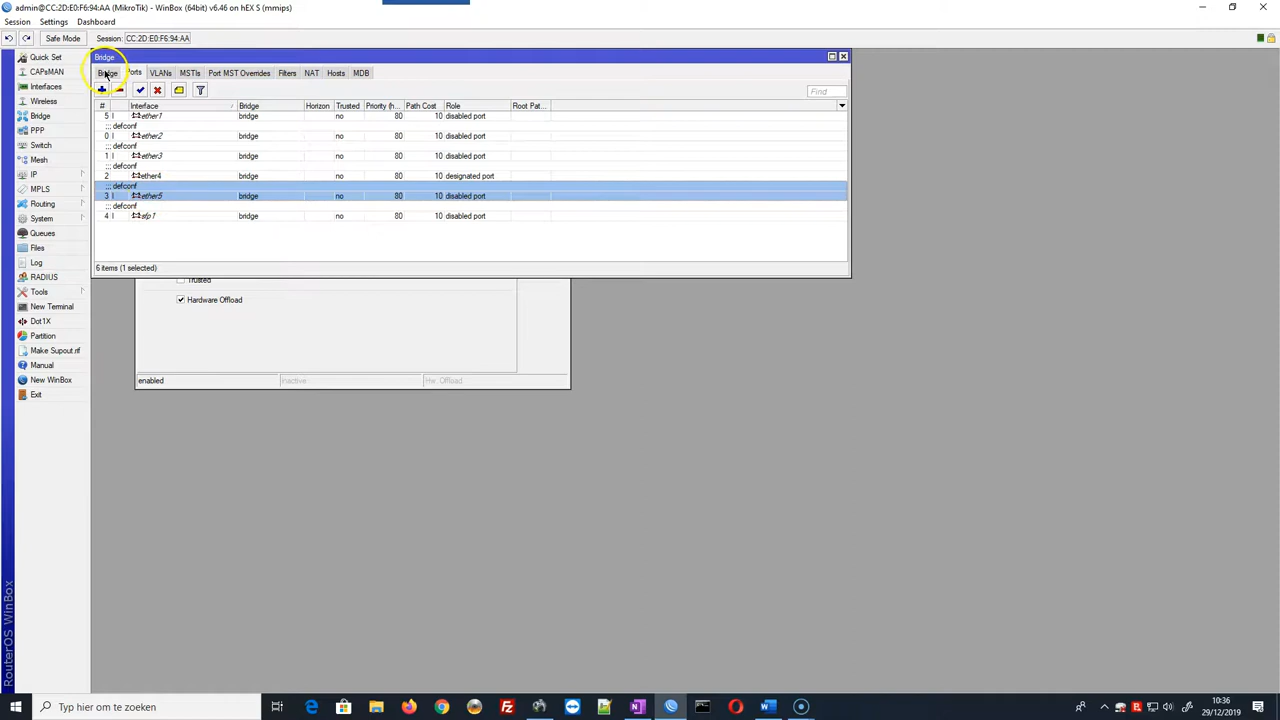 admin@CC:2D:E0:F6:94:AA (MikroTik) - WinBox (64bit) v6.46 on hEX S (mmips)
Session Settings Dashboard
Safe Mode Session: CC:2D:E0:F6:94:AA
Quick Set
CAPsMAN
Interfaces
Wireless
Bridge
PPP
Switch
Mesh
IP
MPLS
Routing
System
Queues
Files
Log
RADIUS
Tools
New Terminal
Dot1X
Partition
Make Supout.rif
Manual
New WinBox
Exit
RouterOS WinBox
Bridge
Bridge Ports VLANs MSTIs Port MST Overrides Filters NAT Hosts MDB
Find
# Interface Bridge Horizon Trusted Priority (h... Path Cost Role Root Pat...
5 I ether1 bridge no 80 10 disabled port
;;; defconf
0 I ether2 bridge no 80 10 disabled port
;;; defconf
1 I ether3 bridge no 80 10 disabled port
;;; defconf
2 ether4 bridge no 80 10 designated port
;;; defconf
3 I ether5 bridge no 80 10 disabled port
;;; defconf
4 I sfp1 bridge no 80 10 disabled port
6 items (1 selected)
Trusted
Hardware Offload
enabled inactive Hw. Offload
Typ hier om te zoeken
10:36
29/12/2019